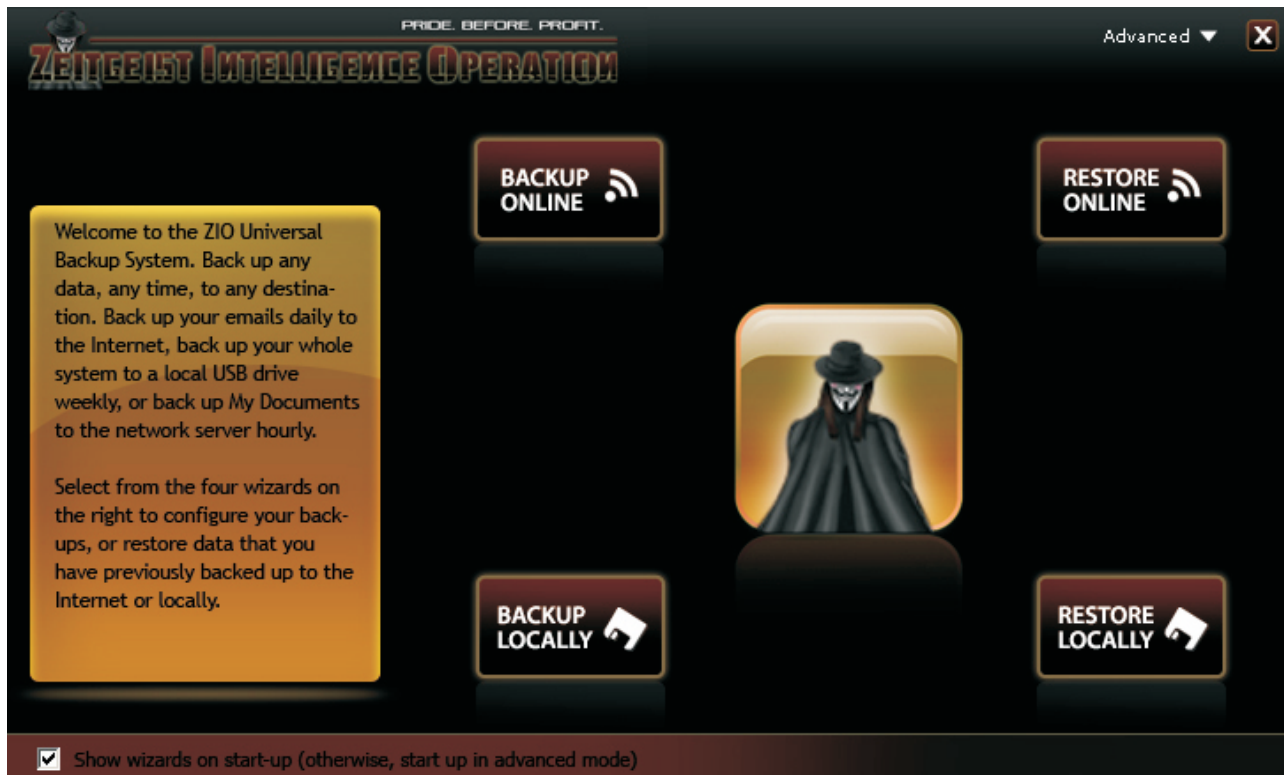 PRIDE. BEFORE. PROFIT.
ZEITGEIST INTELLIGENCE OPERATION
Advanced
X
BACKUP
ONLINE
RESTORE
ONLINE
Welcome to the ZIO Universal
Backup System. Back up any
data, any time, to any destina-
tion. Back up your emails daily to
the Internet, back up your whole
system to a local USB drive
weekly, or back up My Documents
to the network server hourly.
Select from the four wizards on
the right to configure your back-
ups, or restore data that you
have previously backed up to the
Internet or locally.
BACKUP
LOCALLY
RESTORE
LOCALLY
Show wizards on start-up (otherwise, start up in advanced mode)